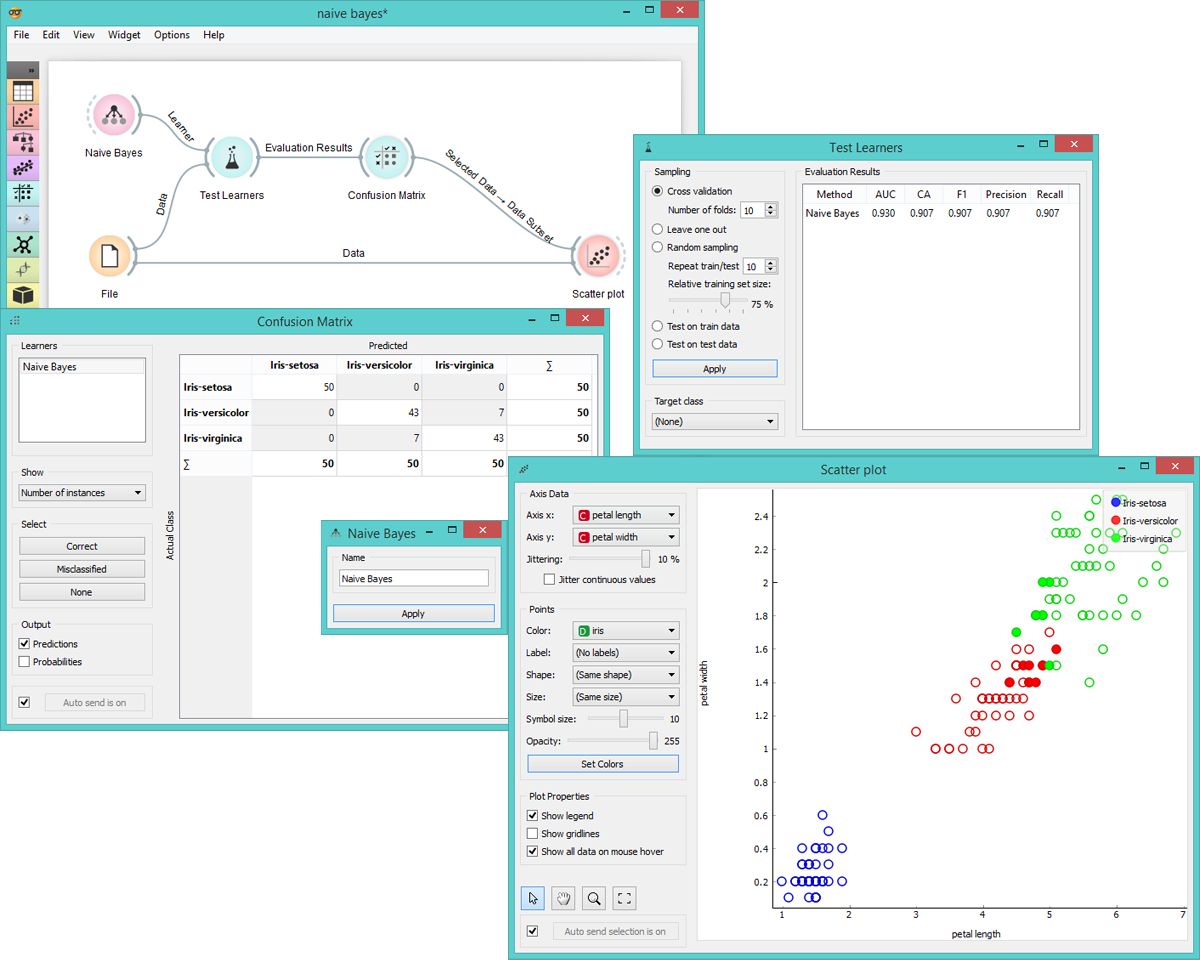 naive bayes*
File Edit View Widget Options Help
»
Learner
Naive Bayes
Evaluation Results
Test Learners
Confusion Matrix
Selected Data → Data Subset
Data
Data
File
Scatter plot
Test Learners
Sampling
Cross validation
Number of folds: 10
Leave one out
Random sampling
Repeat train/test 10
Relative training set size:
75 %
Test on train data
Test on test data
Apply
Target class
(None)
Evaluation Results
Method AUC CA F1 Precision Recall
Naive Bayes 0.930 0.907 0.907 0.907 0.907
Confusion Matrix
Learners
Naive Bayes
Show
Number of instances
Select
Correct
Misclassified
None
Output
Predictions
Probabilities
Auto send is on
Predicted
Actual Class
Iris-setosa Iris-versicolor Iris-virginica ∑
Iris-setosa 50 0 0 50
Iris-versicolor 0 43 7 50
Iris-virginica 0 7 43 50
∑ 50 50 50
Naive Bayes
Name
Naive Bayes
Apply
Scatter plot
Axis Data
Axis x: C petal length
Axis y: C petal width
Jittering: 10 %
Jitter continuous values
Points
Color: D iris
Label: (No labels)
Shape: (Same shape)
Size: (Same size)
Symbol size: 10
Opacity: 255
Set Colors
Plot Properties
Show legend
Show gridlines
Show all data on mouse hover
Auto send selection is on
Iris-setosa
Iris-versicolor
Iris-virginica
petal width
2.4
2.2
2
1.8
1.6
1.4
1.2
1
0.8
0.6
0.4
0.2
1 2 3 4 5 6 7
petal length